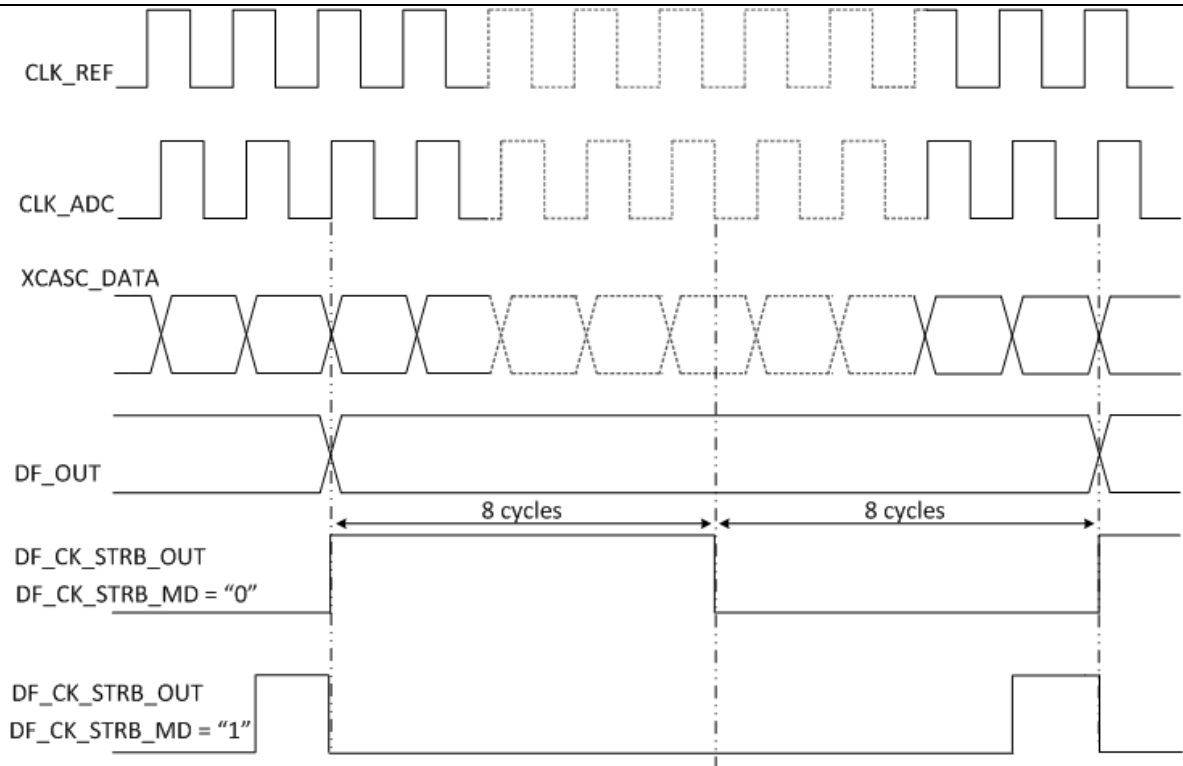 CLK_REF
CLK_ADC
XCASC_DATA
DF_OUT
8 cycles
8 cycles
DF_CK_STRB_OUT
DF_CK_STRB_MD = “0”
DF_CK_STRB_OUT
DF_CK_STRB_MD = “1”